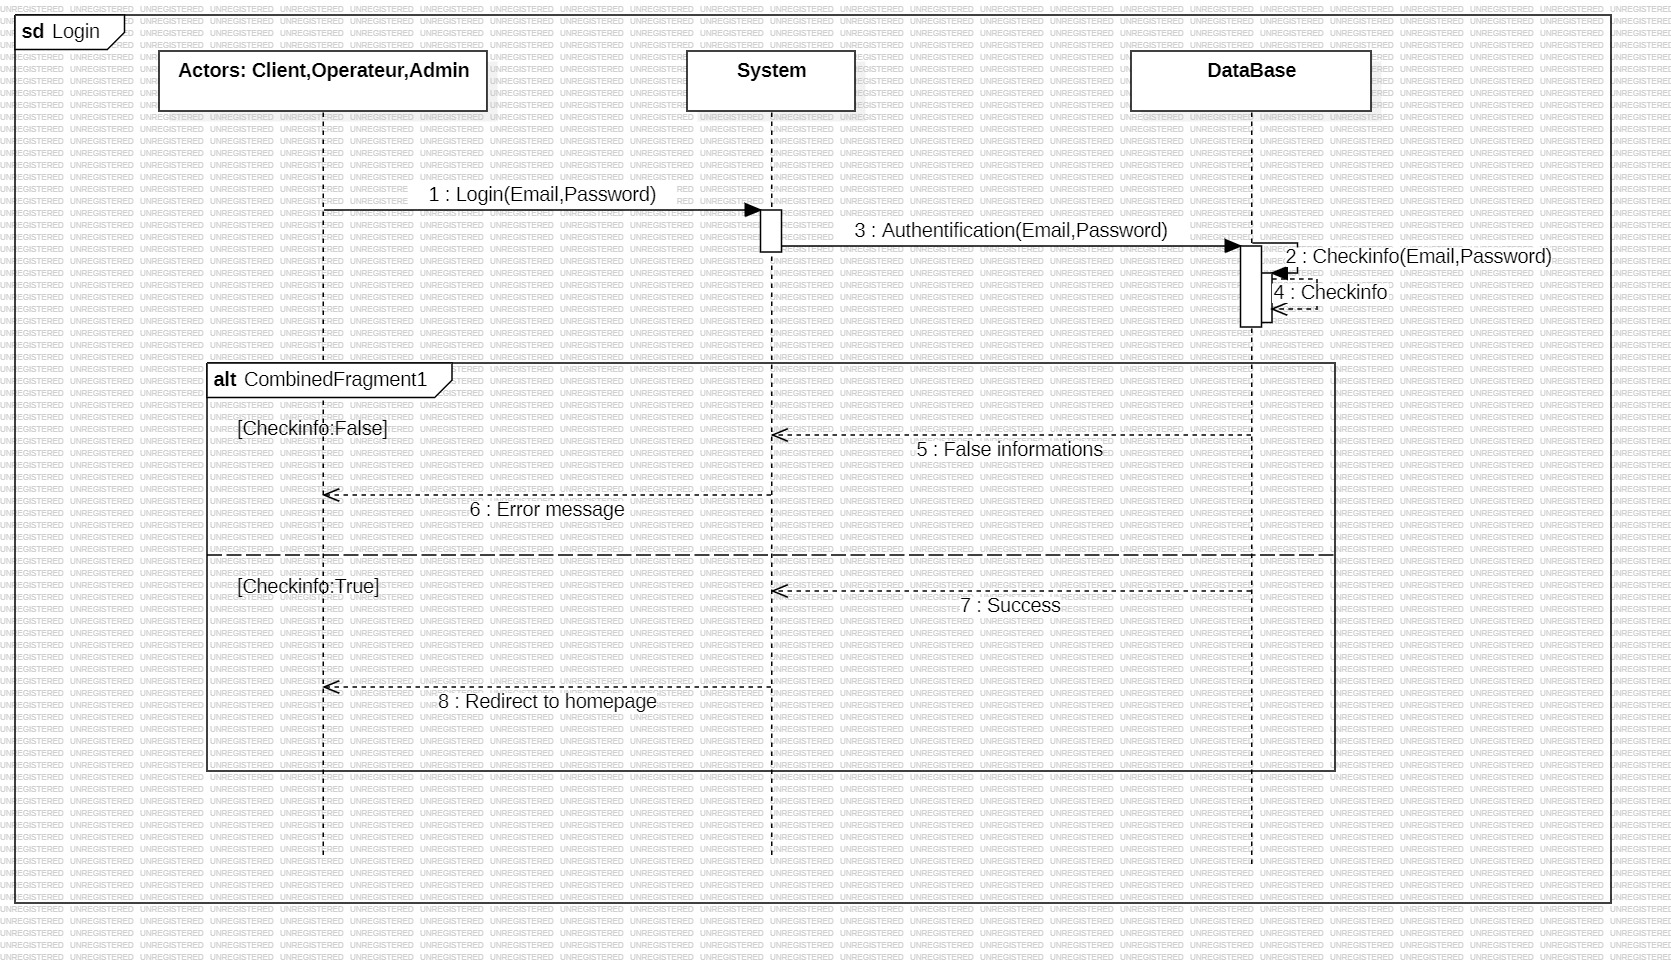 sd Login
Actors: Client,Operateur,Admin
System
DataBase
1 : Login(Email,Password)
3 : Authentification(Email,Password)
2 : Checkinfo(Email,Password)
4 : Checkinfo
alt CombinedFragment1
[Checkinfo:False]
5 : False informations
6 : Error message
[Checkinfo:True]
7 : Success
8 : Redirect to homepage
UNREGISTERED